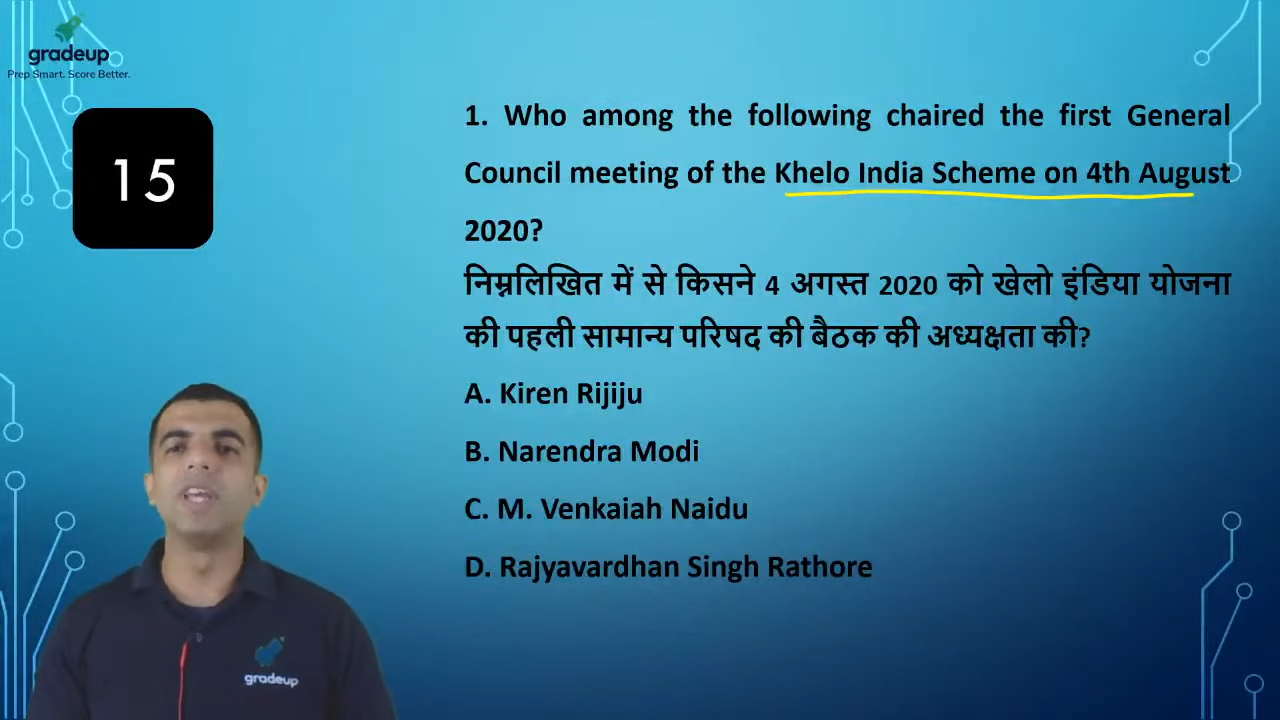 gradeup
Prep Smart. Score Better.
15
1. Who among the following chaired the first General
Council meeting of the Khelo India Scheme on 4th August
2020?
निम्नलिखित में से किसने 4 अगस्त 2020 को खेलो इंडिया योजना
की पहली सामान्य परिषद की बैठक की अध्यक्षता की?
A. Kiren Rijiju
B. Narendra Modi
C. M. Venkaiah Naidu
D. Rajyavardhan Singh Rathore
gradeup